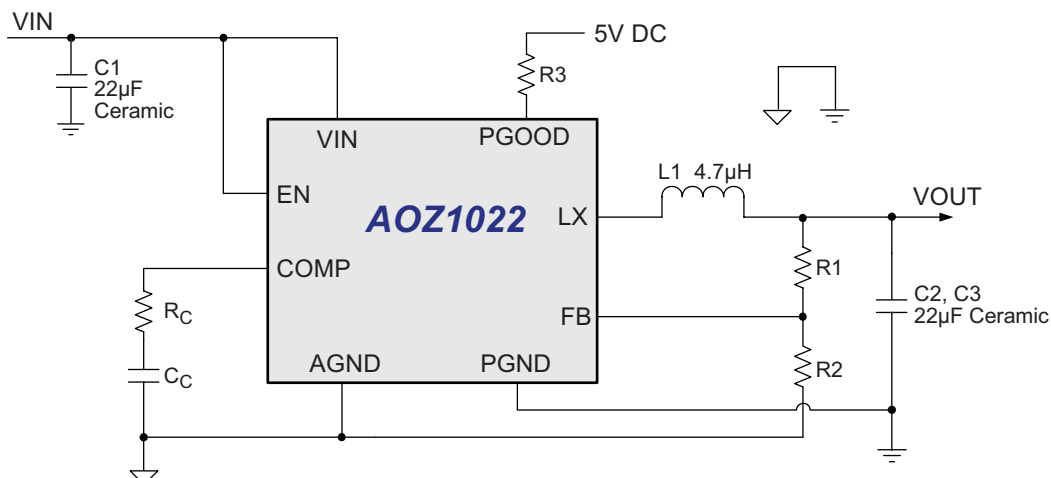 VIN
5V DC
C1
22µF
Ceramic
R3
VIN
PGOOD
L1 4.7µH
EN
AOZ1022
LX
VOUT
COMP
R1
RC
C2, C3
22µF Ceramic
FB
CC
AGND
PGND
R2